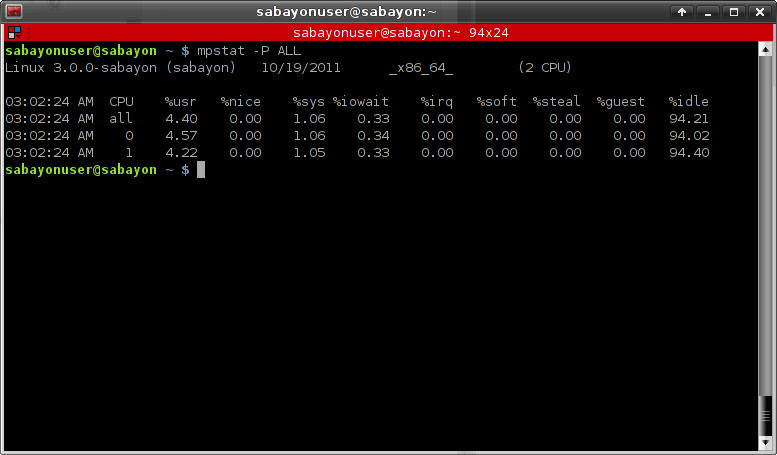 sabayonuser@sabayon:~
sabayonuser@sabayon:~ 94x24
sabayonuser@sabayon ~ $ mpstat -P ALL
Linux 3.0.0-sabayon (sabayon) 10/19/2011 _x86_64_ (2 CPU)
03:02:24 AM CPU %usr %nice %sys %iowait %irq %soft %steal %guest %idle
03:02:24 AM all 4.40 0.00 1.06 0.33 0.00 0.00 0.00 0.00 94.21
03:02:24 AM 0 4.57 0.00 1.06 0.34 0.00 0.00 0.00 0.00 94.02
03:02:24 AM 1 4.22 0.00 1.05 0.33 0.00 0.00 0.00 0.00 94.40
sabayonuser@sabayon ~ $